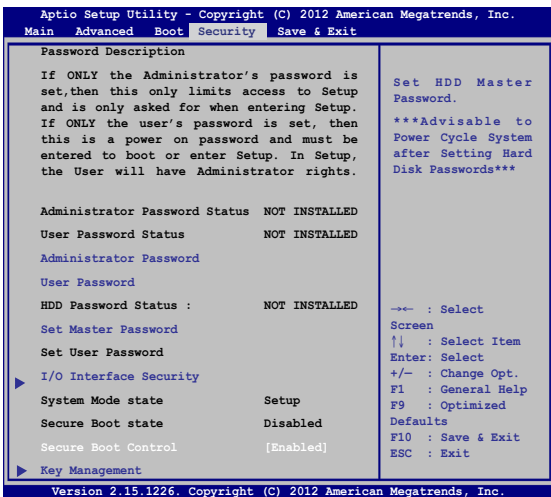 Aptio Setup Utility - Copyright (C) 2012 American Megatrends, Inc.
Main Advanced Boot Security Save & Exit
Password Description
If ONLY the Administrator's password is
set,then this only limits access to Setup
and is only asked for when entering Setup.
If ONLY the user's password is set, then
this is a power on password and must be
entered to boot or enter Setup. In Setup,
the User will have Administrator rights.
Administrator Password Status NOT INSTALLED
User Password Status NOT INSTALLED
Administrator Password
User Password
HDD Password Status : NOT INSTALLED
Set Master Password
Set User Password
I/O Interface Security
System Mode state Setup
Secure Boot state Disabled
Secure Boot Control [Enabled]
Key Management
Set HDD Master
Password.
***Advisable to
Power Cycle System
after Setting Hard
Disk Passwords***
→← : Select
Screen
↑↓ : Select Item
Enter: Select
+/— : Change Opt.
F1 : General Help
F9 : Optimized
Defaults
F10 : Save & Exit
ESC : Exit
Version 2.15.1226. Copyright (C) 2012 American Megatrends, Inc.